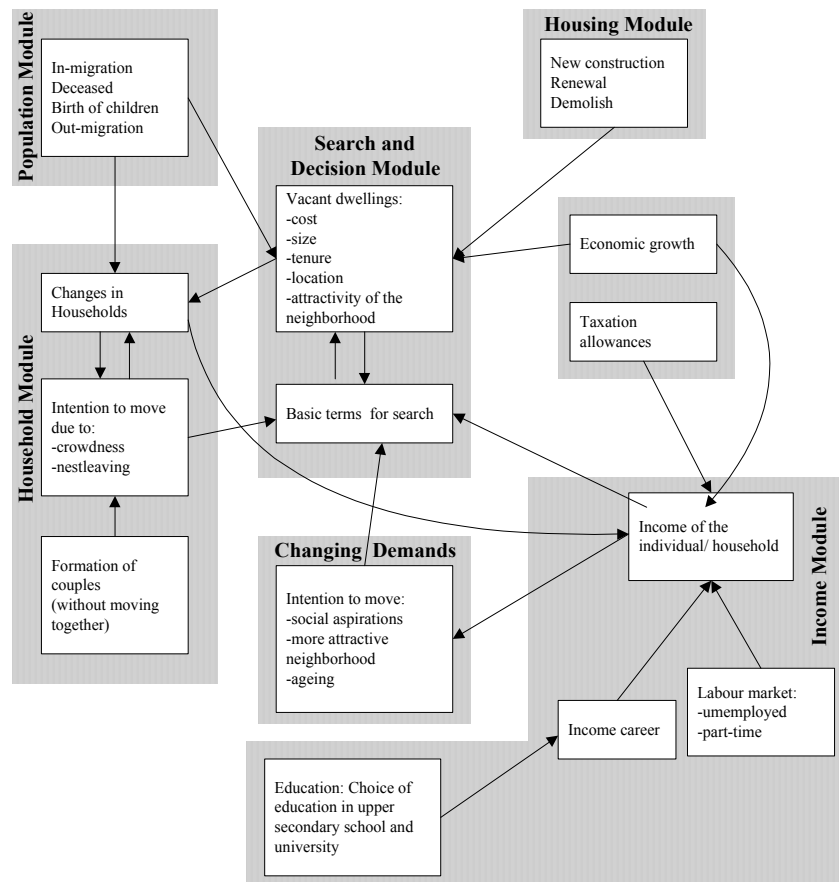 Population Module
In-migration
Deceased
Birth of children
Out-migration
Housing Module
New construction
Renewal
Demolish
Search and
Decision Module
Vacant dwellings:
-cost
-size
-tenure
-location
-attractivity of the
neighborhood
Basic terms for search
Economic growth
Taxation
allowances
Household Module
Changes in
Households
Intention to move
due to:
-crowdness
-nestleaving
Formation of
couples
(without moving
together)
Changing Demands
Intention to move:
-social aspirations
-more attractive
neighborhood
-ageing
Income Module
Income of the
individual/ household
Income career
Labour market:
-umemployed
-part-time
Education: Choice of
education in upper
secondary school and
university